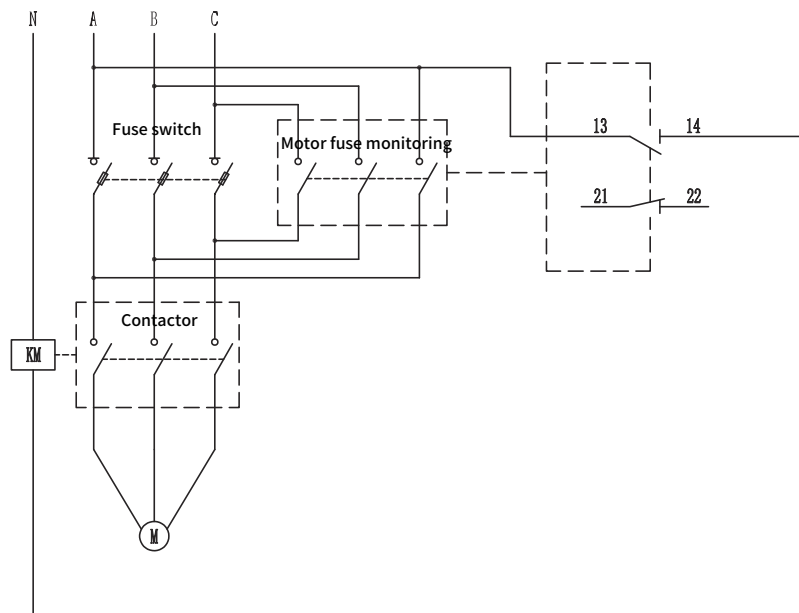 N A B C
Fuse switch
Motor fuse monitoring
13 14
21 22
Contactor
KM
M